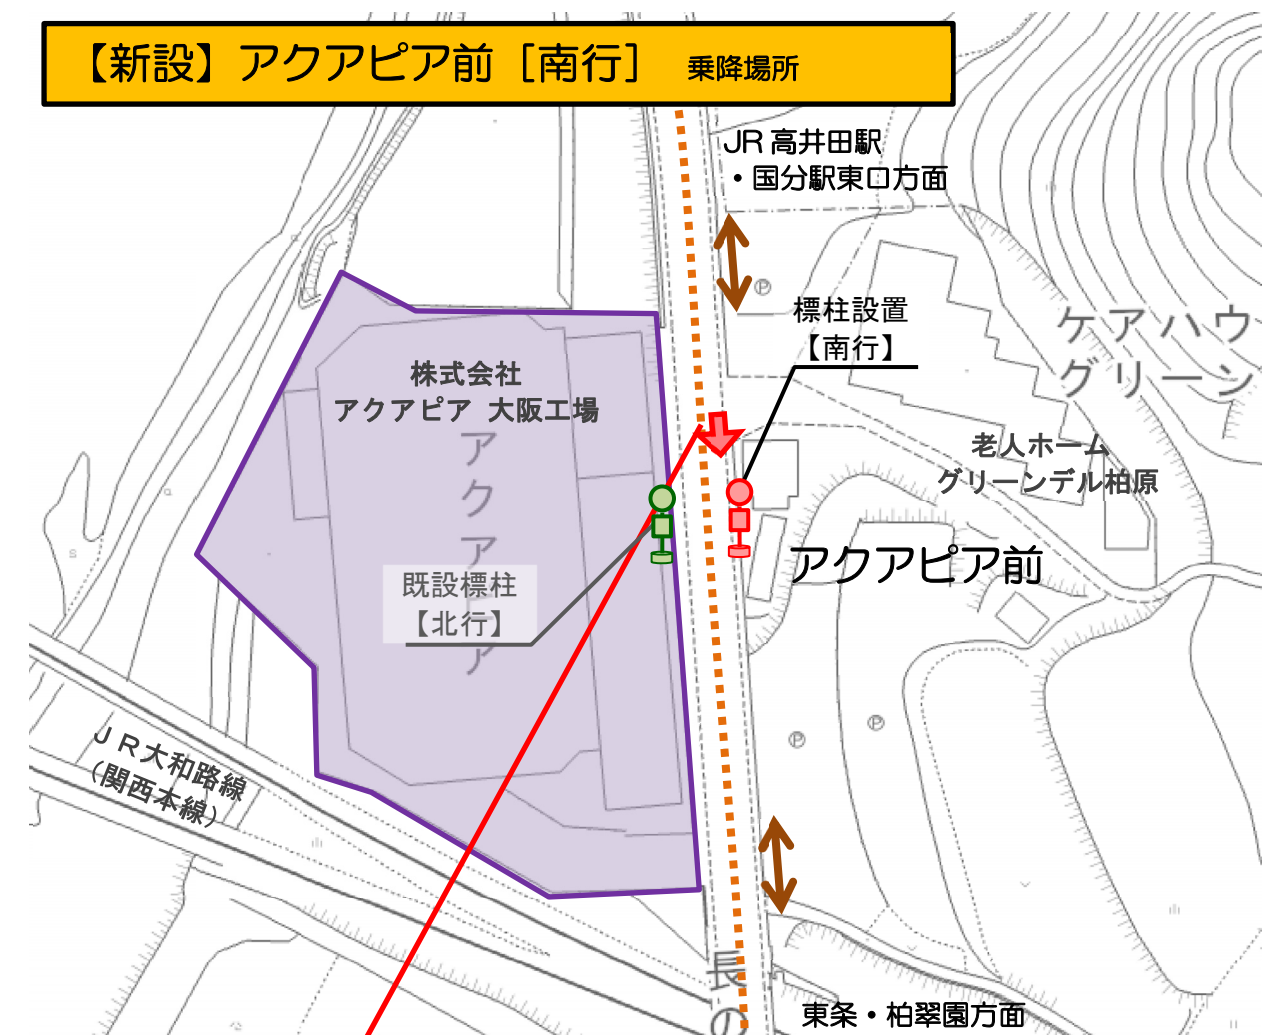 【新設】アクアピア前［南行］ 乗降場所
JR 高井田駅
・国分駅東口方面
標柱設置
【南行】
ケアハウ
グリーン
株式会社
アクアピア 大阪工場
アクアピア
老人ホーム
グリーンデル柏原
アクアピア前
既設標柱
【北行】
JR大和路線
（関西本線）
長の
東条・柏翠園方面